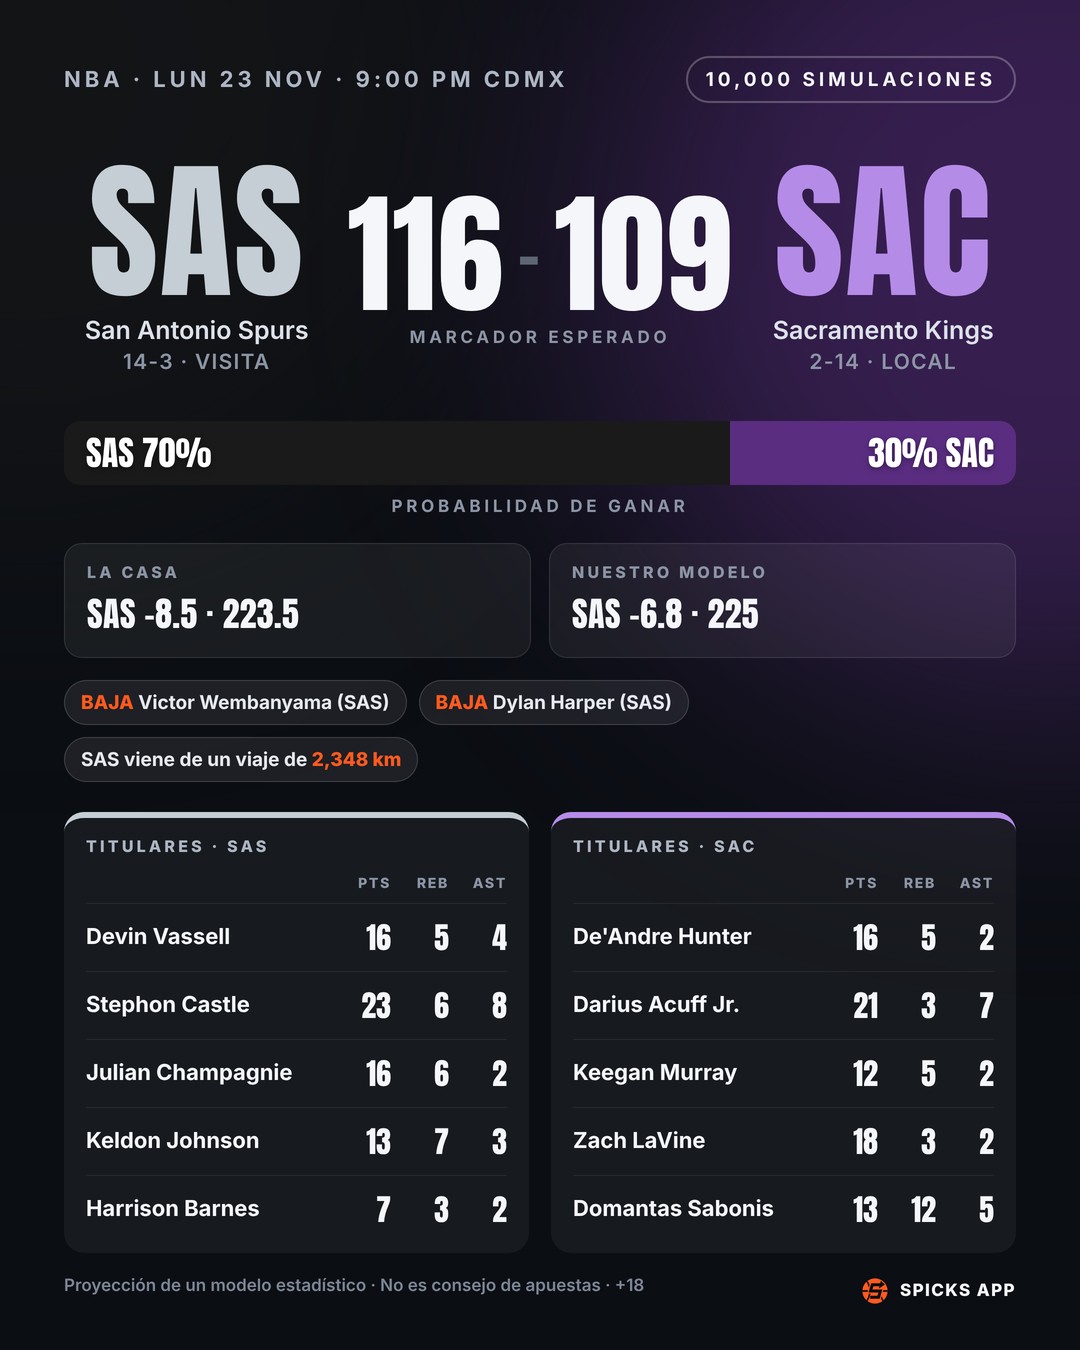 NBA · LUN 23 NOV · 9:00 PM CDMX
10,000 SIMULACIONES
SAS
116 - 109
SAC
San Antonio Spurs
14-3 · VISITA
MARCADOR ESPERADO
Sacramento Kings
2-14 · LOCAL
SAS 70%
30% SAC
PROBABILIDAD DE GANAR
LA CASA
SAS -8.5 · 223.5
NUESTRO MODELO
SAS -6.8 · 225
BAJA Victor Wembanyama (SAS)
BAJA Dylan Harper (SAS)
SAS viene de un viaje de 2,348 km
TITULARES · SAS
PTS REB AST
Devin Vassell 16 5 4
Stephon Castle 23 6 8
Julian Champagnie 16 6 2
Keldon Johnson 13 7 3
Harrison Barnes 7 3 2
TITULARES · SAC
PTS REB AST
De'Andre Hunter 16 5 2
Darius Acuff Jr. 21 3 7
Keegan Murray 12 5 2
Zach LaVine 18 3 2
Domantas Sabonis 13 12 5
Proyección de un modelo estadístico · No es consejo de apuestas · +18
SPICKS APP